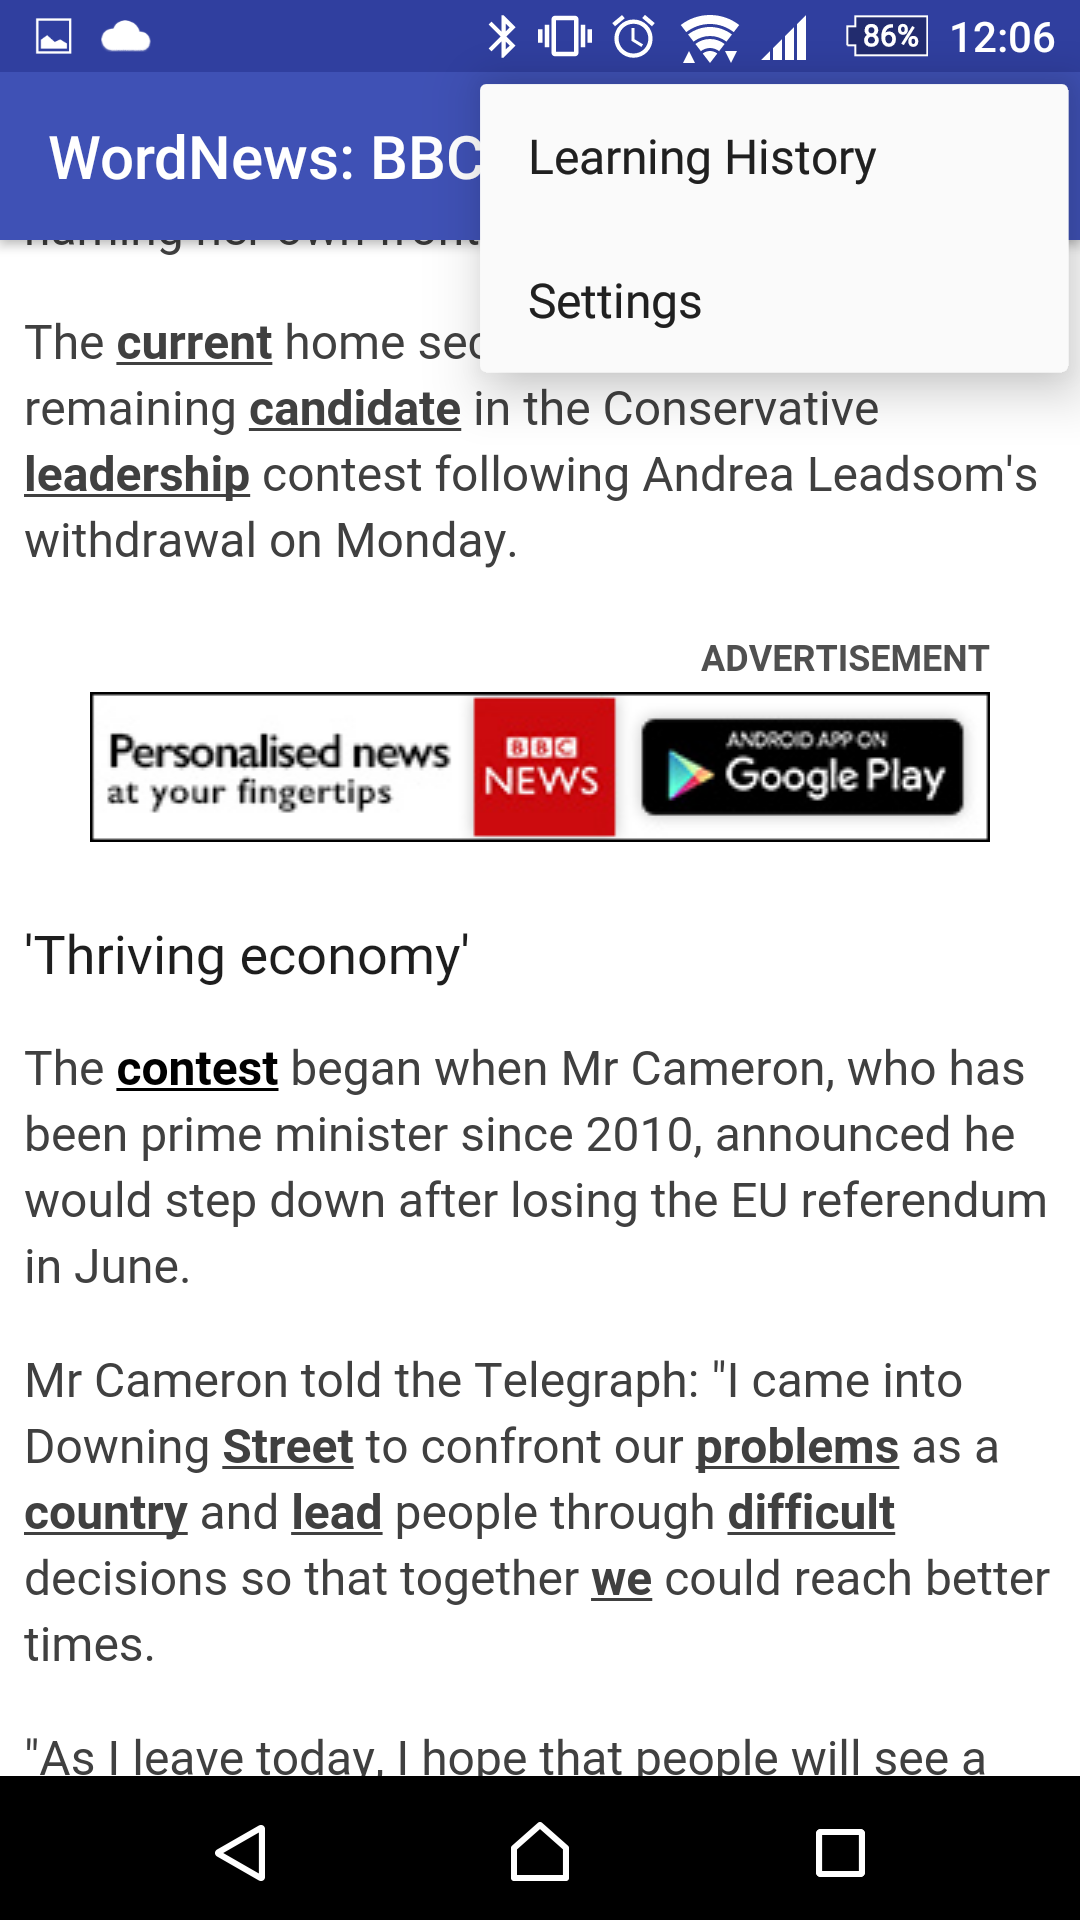 86% 12:06
WordNews: BBC
Learning History
Settings
The current home sec
remaining candidate in the Conservative
leadership contest following Andrea Leadsom's
withdrawal on Monday.
ADVERTISEMENT
Personalised news
at your fingertips
BBC
NEWS
ANDROID APP ON
Google Play
'Thriving economy'
The contest began when Mr Cameron, who has
been prime minister since 2010, announced he
would step down after losing the EU referendum
in June.
Mr Cameron told the Telegraph: "I came into
Downing Street to confront our problems as a
country and lead people through difficult
decisions so that together we could reach better
times.
"As I leave today, I hope that people will see a